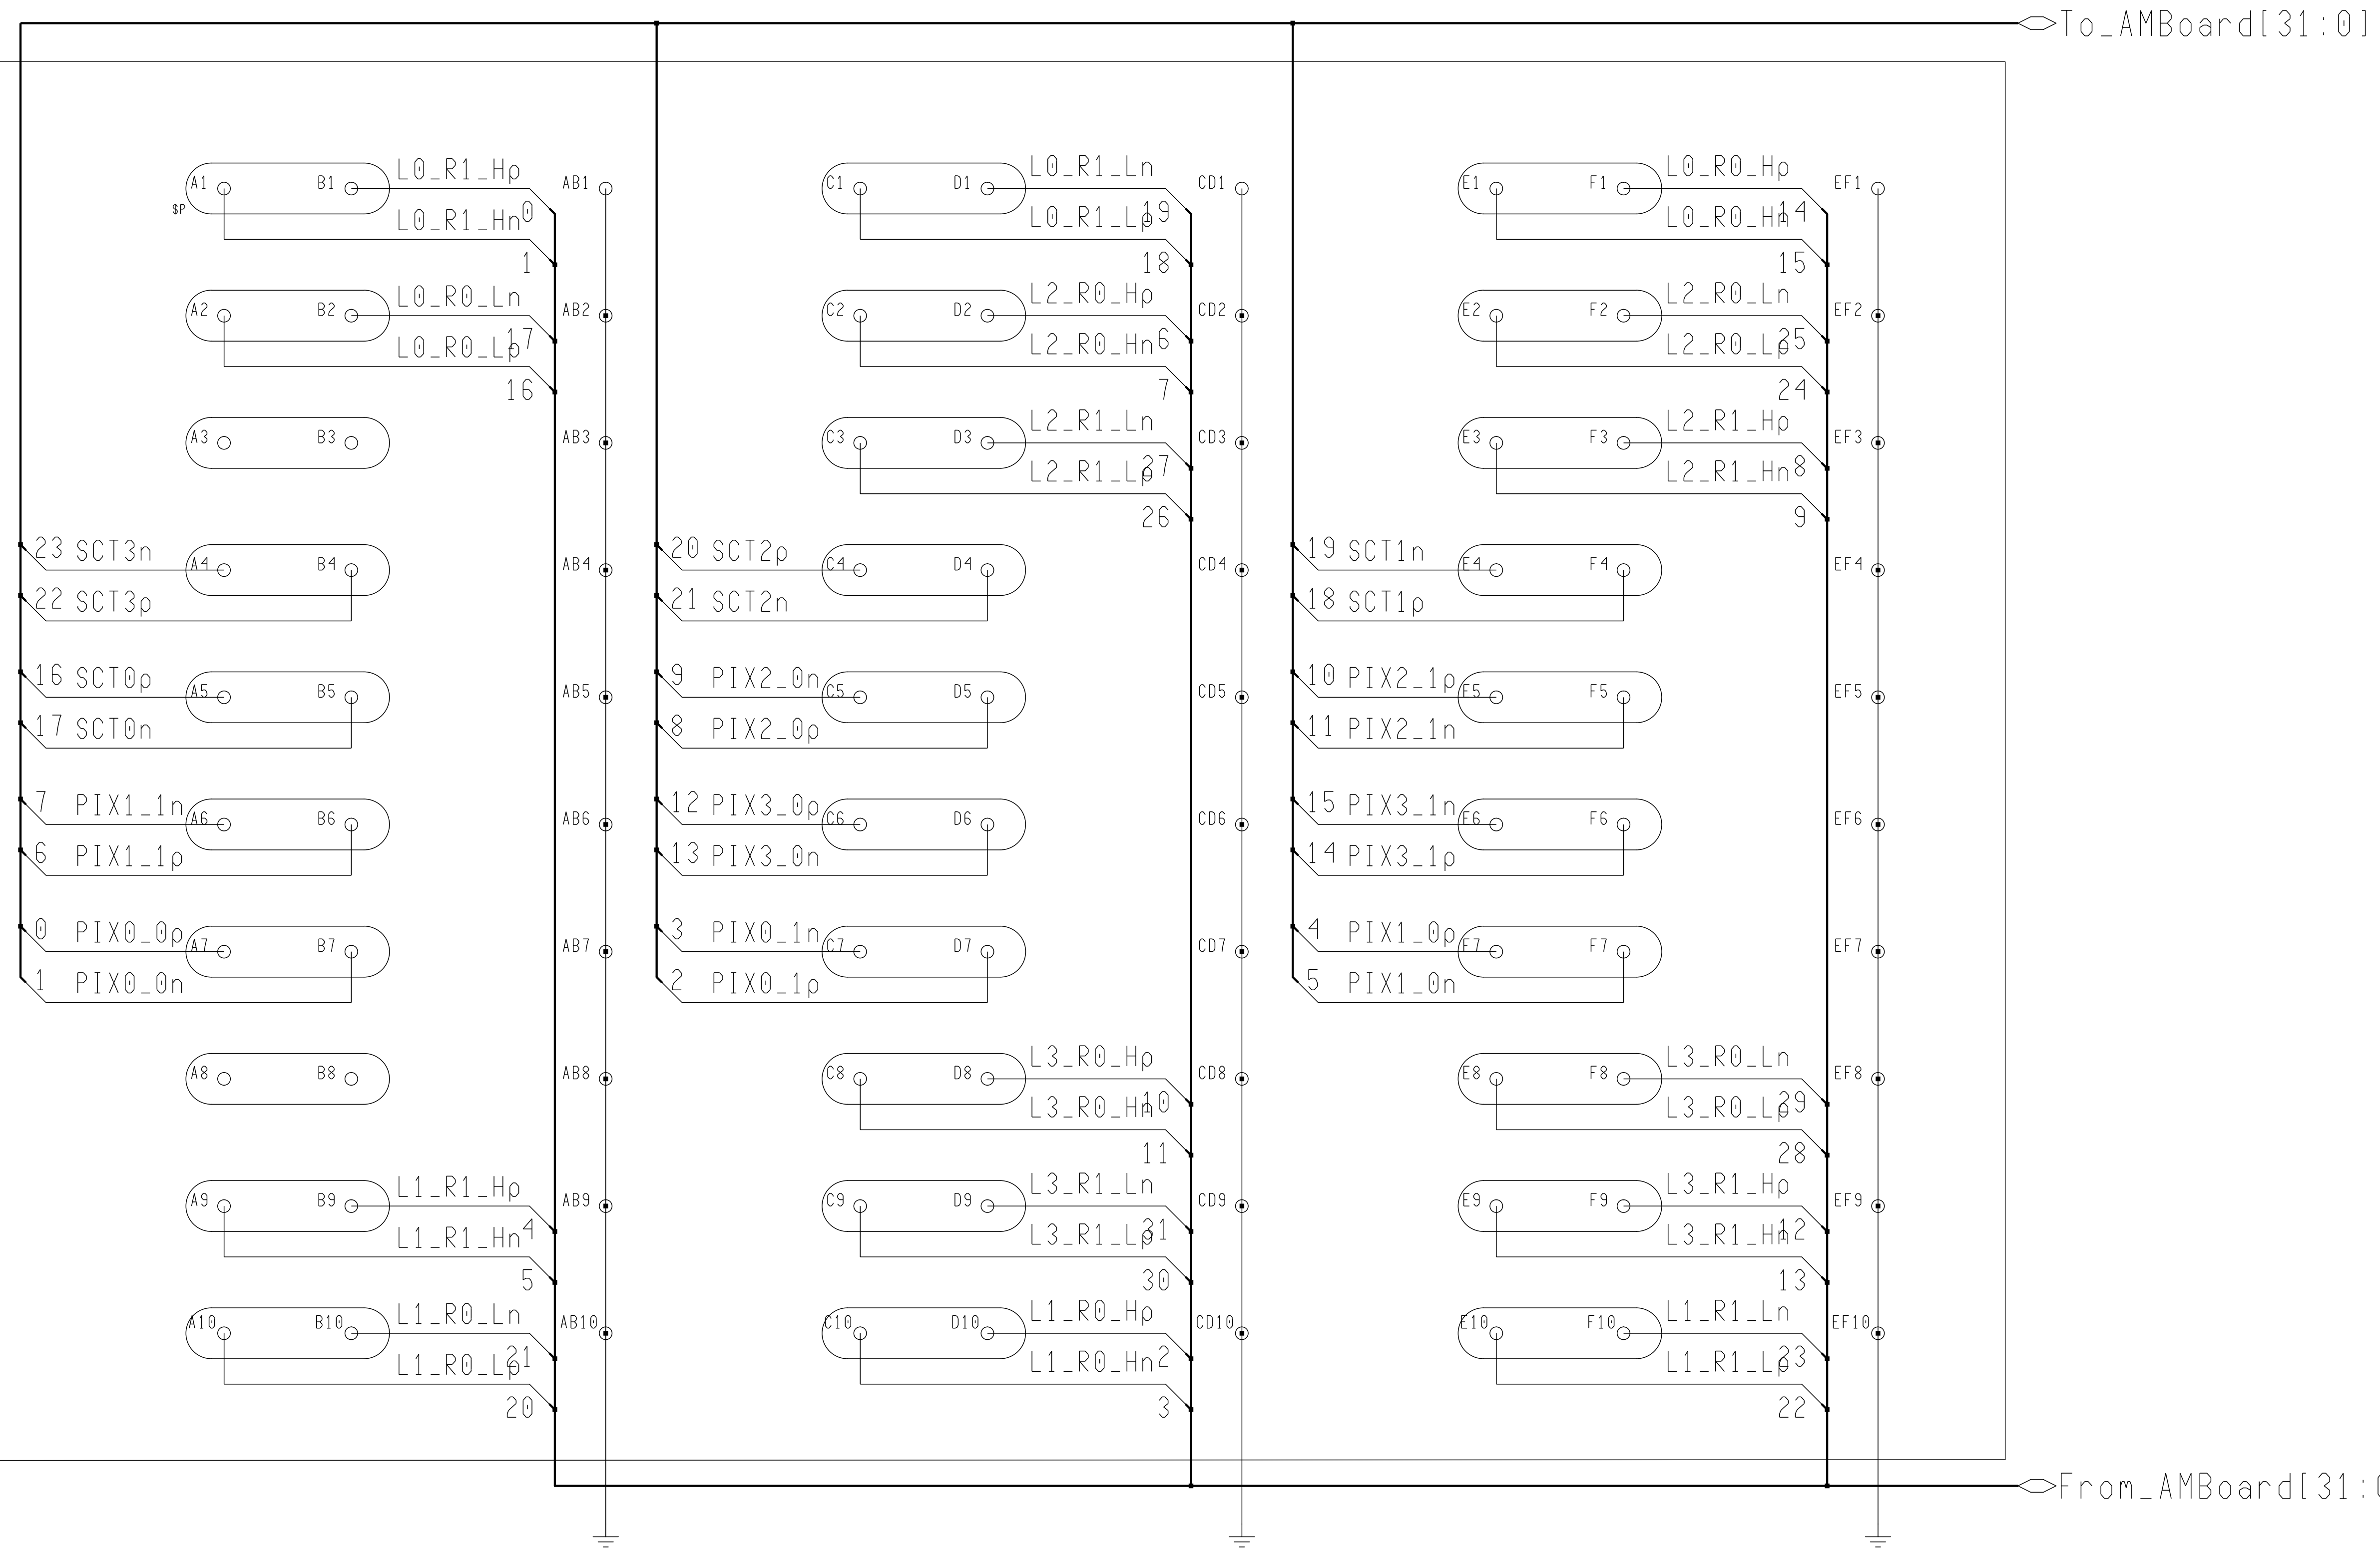 To_AMBoard[31:0]
A1 B1 L0_R1_Hp AB1 C1 D1 L0_R1_Ln CD1 E1 F1 L0_R0_Hp EF1
$P L0_R1_Hn 0 L0_R1_Lp 19 L0_R0_Hn 14
1 18 15
A2 B2 L0_R0_Ln AB2 C2 D2 L2_R0_Hp CD2 E2 F2 L2_R0_Ln EF2
L0_R0_Lp 17 L2_R0_Hn 6 L2_R0_Lp 25
16 7 24
A3 B3 AB3 C3 D3 L2_R1_Ln CD3 E3 F3 L2_R1_Hp EF3
L2_R1_Lp 27 L2_R1_Hn 8
26 9
23 SCT3n A4 B4 AB4 20 SCT2p C4 D4 CD4 19 SCT1n E4 F4 EF4
22 SCT3p 21 SCT2n 18 SCT1p
16 SCT0p A5 B5 AB5 9 PIX2_0n C5 D5 CD5 10 PIX2_1p E5 F5 EF5
17 SCT0n 8 PIX2_0p 11 PIX2_1n
7 PIX1_1n A6 B6 AB6 12 PIX3_0p C6 D6 CD6 15 PIX3_1n E6 F6 EF6
6 PIX1_1p 13 PIX3_0n 14 PIX3_1p
0 PIX0_0p A7 B7 AB7 3 PIX0_1n C7 D7 CD7 4 PIX1_0p E7 F7 EF7
1 PIX0_0n 2 PIX0_1p 5 PIX1_0n
A8 B8 AB8 C8 D8 L3_R0_Hp CD8 E8 F8 L3_R0_Ln EF8
L3_R0_Hn 10 L3_R0_Lp 29
11 28
A9 B9 L1_R1_Hp AB9 C9 D9 L3_R1_Ln CD9 E9 F9 L3_R1_Hp EF9
L1_R1_Hn 4 L3_R1_Lp 31 L3_R1_Hn 12
5 30 13
A10 B10 L1_R0_Ln AB10 C10 D10 L1_R0_Hp CD10 E10 F10 L1_R1_Ln EF10
L1_R0_Lp 21 L1_R0_Hn 2 L1_R1_Lp 23
20 3 22
From_AMBoard[31:0